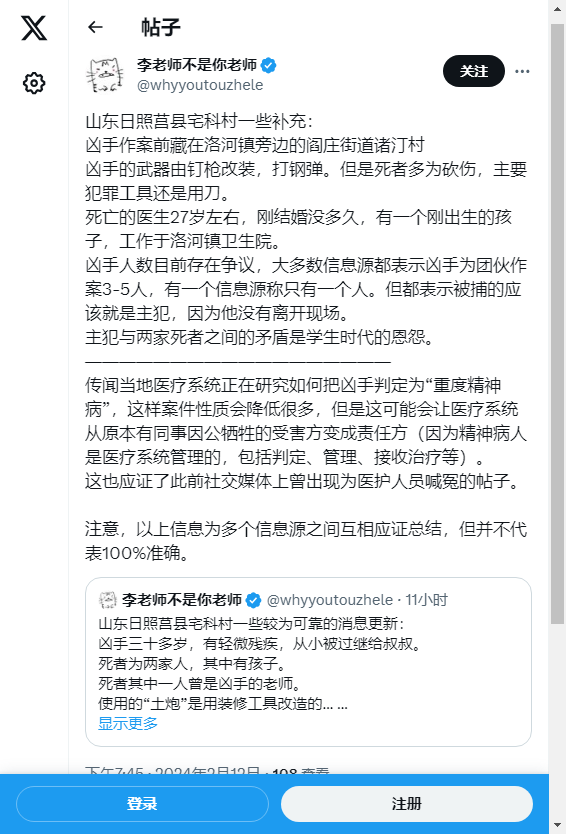 帖子
李老师不是你老师
@whyyoutouzhele
关注
山东日照莒县宅科村一些补充：
凶手作案前藏在洛河镇旁边的阎庄街道诸汀村
凶手的武器由钉枪改装，打钢弹。但是死者多为砍伤，主要
犯罪工具还是用刀。
死亡的医生27岁左右，刚结婚没多久，有一个刚出生的孩
子，工作于洛河镇卫生院。
凶手人数目前存在争议，大多数信息源都表示凶手为团伙作
案3-5人，有一个信息源称只有一个人。但都表示被捕的应
该就是主犯，因为他没有离开现场。
主犯与两家死者之间的矛盾是学生时代的恩怨。
——————————————————
传闻当地医疗系统正在研究如何把凶手判定为“重度精神
病”，这样案件性质会降低很多，但是这可能会让医疗系统
从原本有同事因公牺牲的受害方变成责任方（因为精神病人
是医疗系统管理的，包括判定、管理、接收治疗等）。
这也应证了此前社交媒体上曾出现为医护人员喊冤的帖子。
注意，以上信息为多个信息源之间互相应证总结，但并不代
表100%准确。
李老师不是你老师 @whyyoutouzhele · 11小时
山东日照莒县宅科村一些较为可靠的消息更新：
凶手三十多岁，有轻微残疾，从小被过继给叔叔。
死者为两家人，其中有孩子。
死者其中一人曾是凶手的老师。
使用的“土炮”是用装修工具改造的... ...
显示更多
下午7:45 · 2024年2月12日 · 108 查看
登录
注册